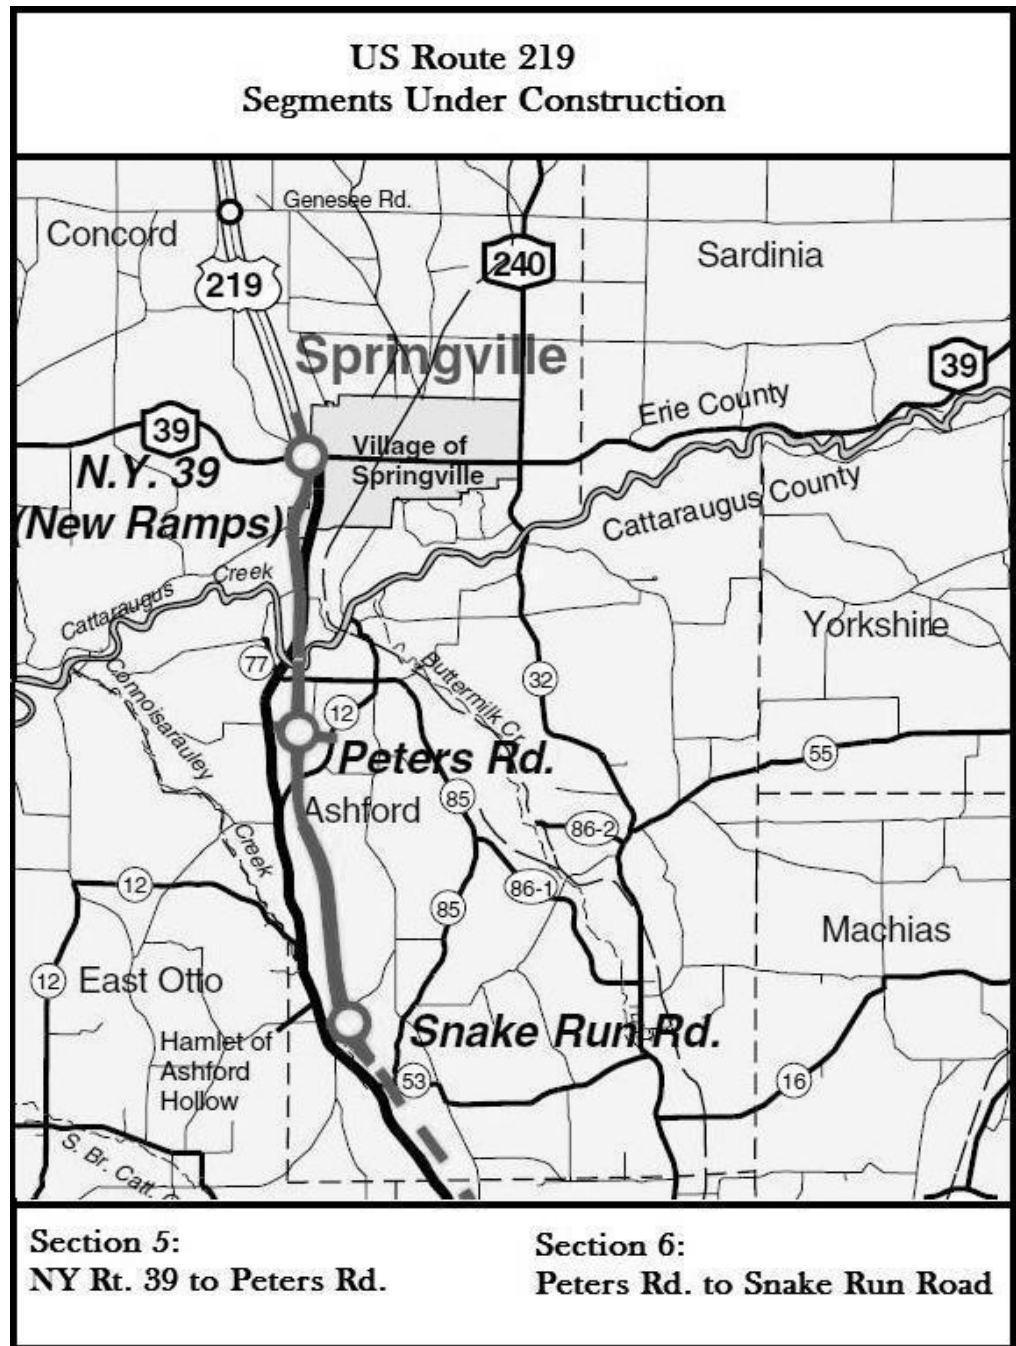 US Route 219
Segments Under Construction
Genesee Rd.
Concord
Sardinia
240
219
Springville
39
Erie County
39
Village of
Springville
N.Y. 39
(New Ramps)
Cattaraugus County
Cattaraugus Creek
Yorkshire
77
Connoisarauley Creek
Buttermilk Cr.
32
12
Peters Rd.
55
Ashford
85
86-2
12
86-1
85
Machias
12
East Otto
Snake Run Rd.
Hamlet of
Ashford
Hollow
53
16
S. Br. Catt. C
Section 5:
NY Rt. 39 to Peters Rd.
Section 6:
Peters Rd. to Snake Run Road